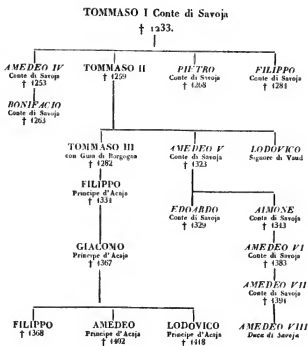 TOMMASO I Conte di Savoja
† 1233.
AMEDEO IV TOMMASO II PIETRO FILIPPO
Conte di Savoja † 1259 Conte di Savoja Conte di Savoja
† 1253 † 1268 † 1284
BONIFACIO
Conte di Savoja
† 1263
TOMMASO III AMEDEO V LODOVICO
con Guia di Borgogna Conte di Savoja Signore di Vaud
† 1282 † 1323
FILIPPO EDOARDO AIMONE
Principe d'Acaja Conte di Savoja Conte di Savoja
† 1334 † 1329 † 1343
GIACOMO AMEDEO VI
Principe d'Acaja Conte di Savoja
† 1367 † 1383
AMEDEO VII
Conte di Savoja
† 1391
FILIPPO AMEDEO LODOVICO AMEDEO VIII
† 1368 Principe d'Acaja Principe d'Acaja Duca di Savoja
† 1402 † 1418